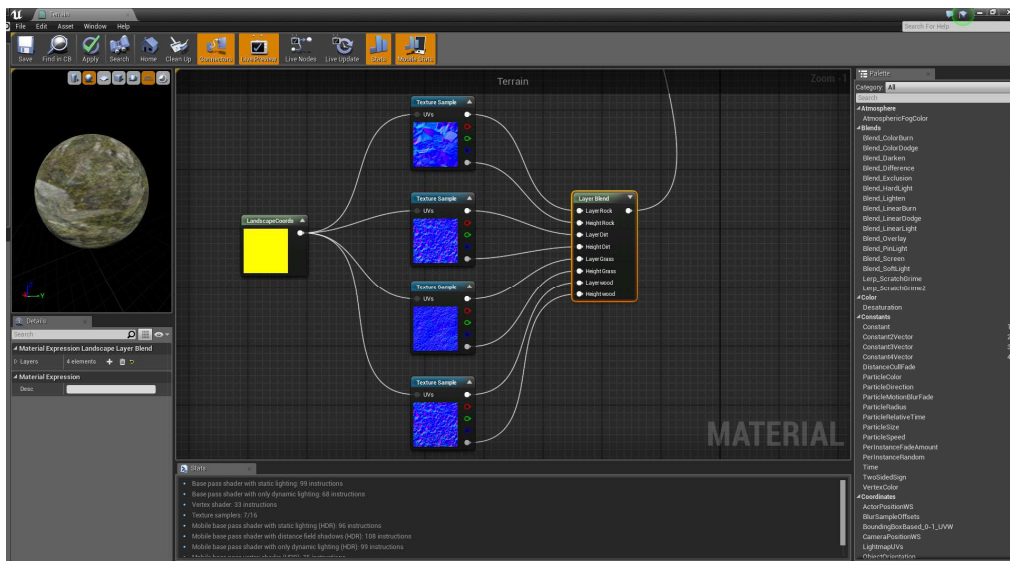 Terrain
File Edit Asset Window Help
Search For Help
Save Find in CB Apply Search Home Clean Up Connectors Live Preview Live Nodes Live Update Stats Mobile Stats
Terrain
Zoom -1
Texture Sample
UVs
Texture Sample
UVs
Texture Sample
UVs
Texture Sample
UVs
LandscapeCoords
Layer Blend
Layer Rock
Height Rock
Layer Dirt
Height Dirt
Layer Grass
Height Grass
Layer wood
Height wood
MATERIAL
Y
Details
Search
Material Expression Landscape Layer Blend
Layers 4 elements
Material Expression
Desc
Stats
Base pass shader with static lighting: 99 instructions
Base pass shader with only dynamic lighting: 68 instructions
Vertex shader: 33 instructions
Texture samplers: 7/16
Mobile base pass shader with static lighting (HDR): 96 instructions
Mobile base pass shader with distance field shadows (HDR): 108 instructions
Mobile base pass shader with only dynamic lighting (HDR): 99 instructions
Palette
Category: All
Search
Atmosphere
AtmosphericFogColor
Blends
Blend_ColorBurn
Blend_ColorDodge
Blend_Darken
Blend_Difference
Blend_Exclusion
Blend_HardLight
Blend_Lighten
Blend_LinearBurn
Blend_LinearDodge
Blend_LinearLight
Blend_Overlay
Blend_PinLight
Blend_Screen
Blend_SoftLight
Lerp_ScratchGrime
Lerp_ScratchGrime2
Color
Desaturation
Constants
Constant 1
Constant2Vector 2
Constant3Vector 3
Constant4Vector 4
DistanceCullFade
ParticleColor
ParticleDirection
ParticleMotionBlurFade
ParticleRadius
ParticleRelativeTime
ParticleSize
ParticleSpeed
PerInstanceFadeAmount
PerInstanceRandom
Time
TwoSidedSign
VertexColor
Coordinates
ActorPositionWS
BlurSampleOffsets
BoundingBoxBased_0-1_UVW
CameraPositionWS
LightmapUVs
ObjectOrientation